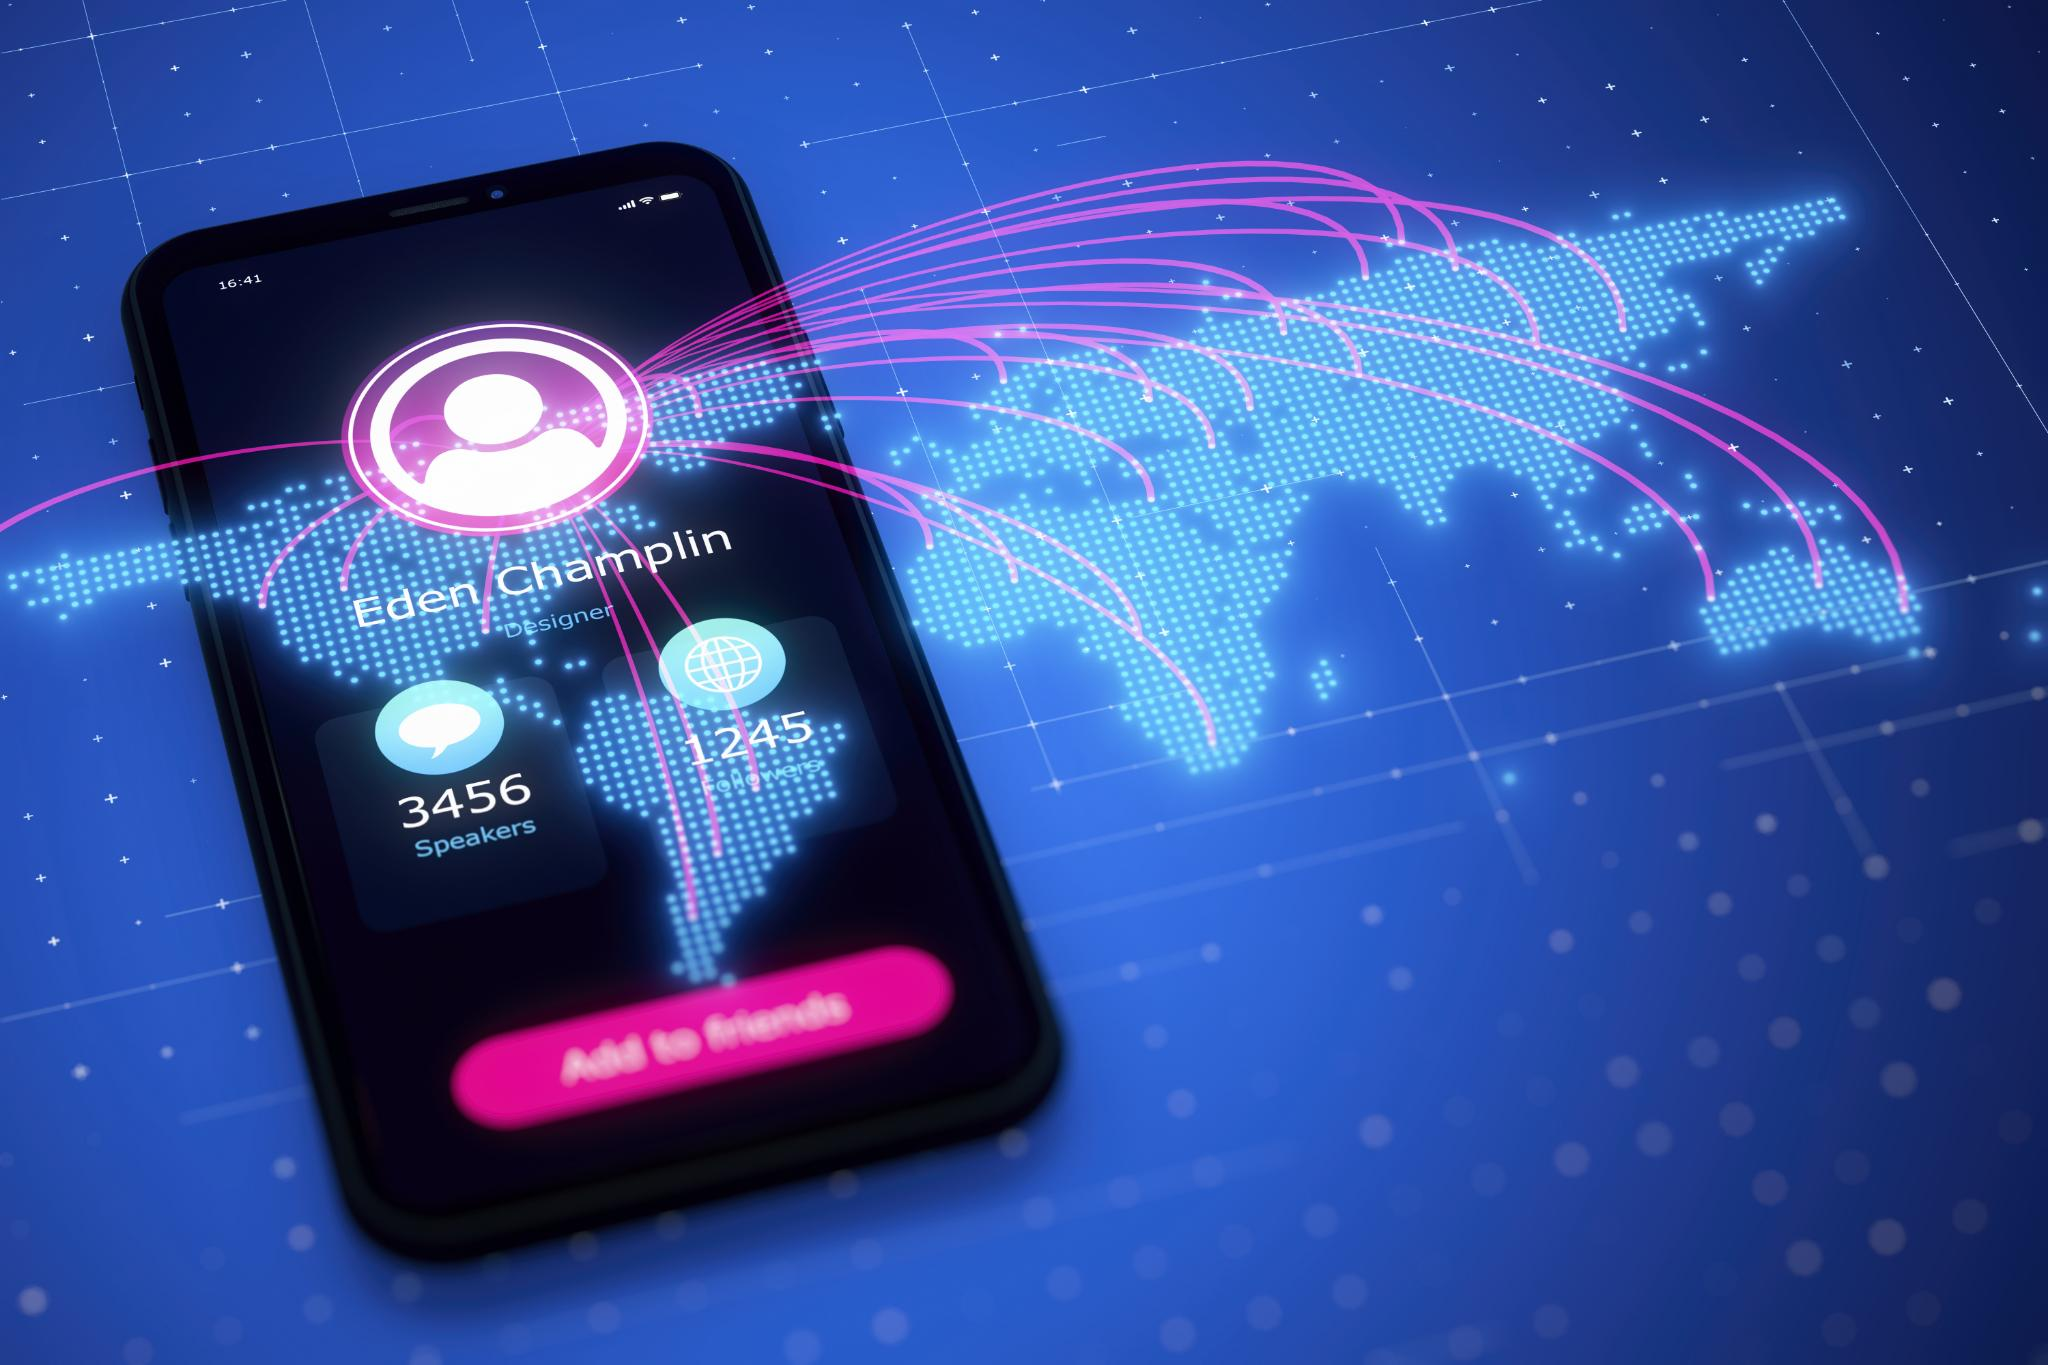 16:41
Eden Champlin
Designer
3456
Speakers
1245
Followers
Add to friends